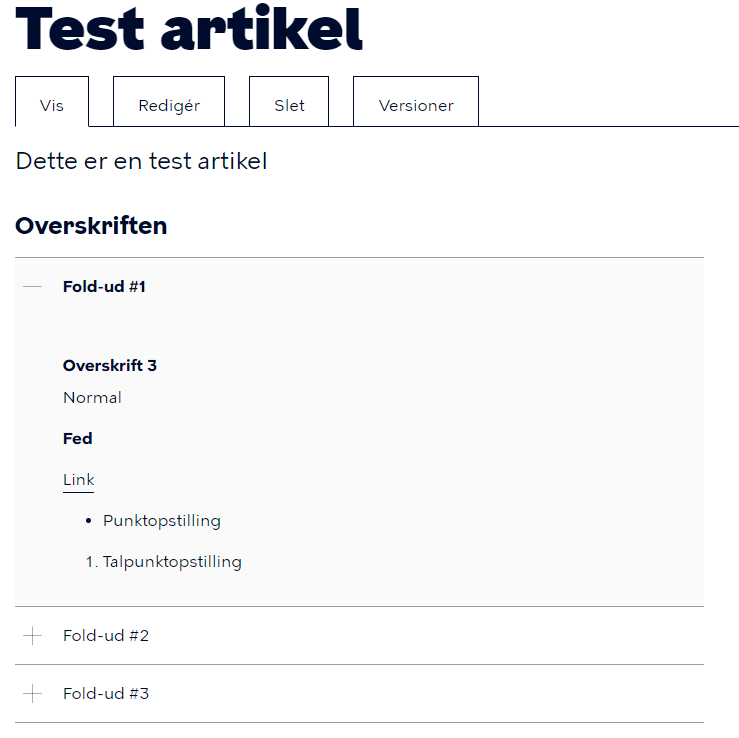 Test artikel
Vis Redigér Slet Versioner
Dette er en test artikel
Overskriften
Fold-ud #1
Overskrift 3
Normal
Fed
Link
• Punktopstilling
1. Talpunktopstilling
Fold-ud #2
Fold-ud #3